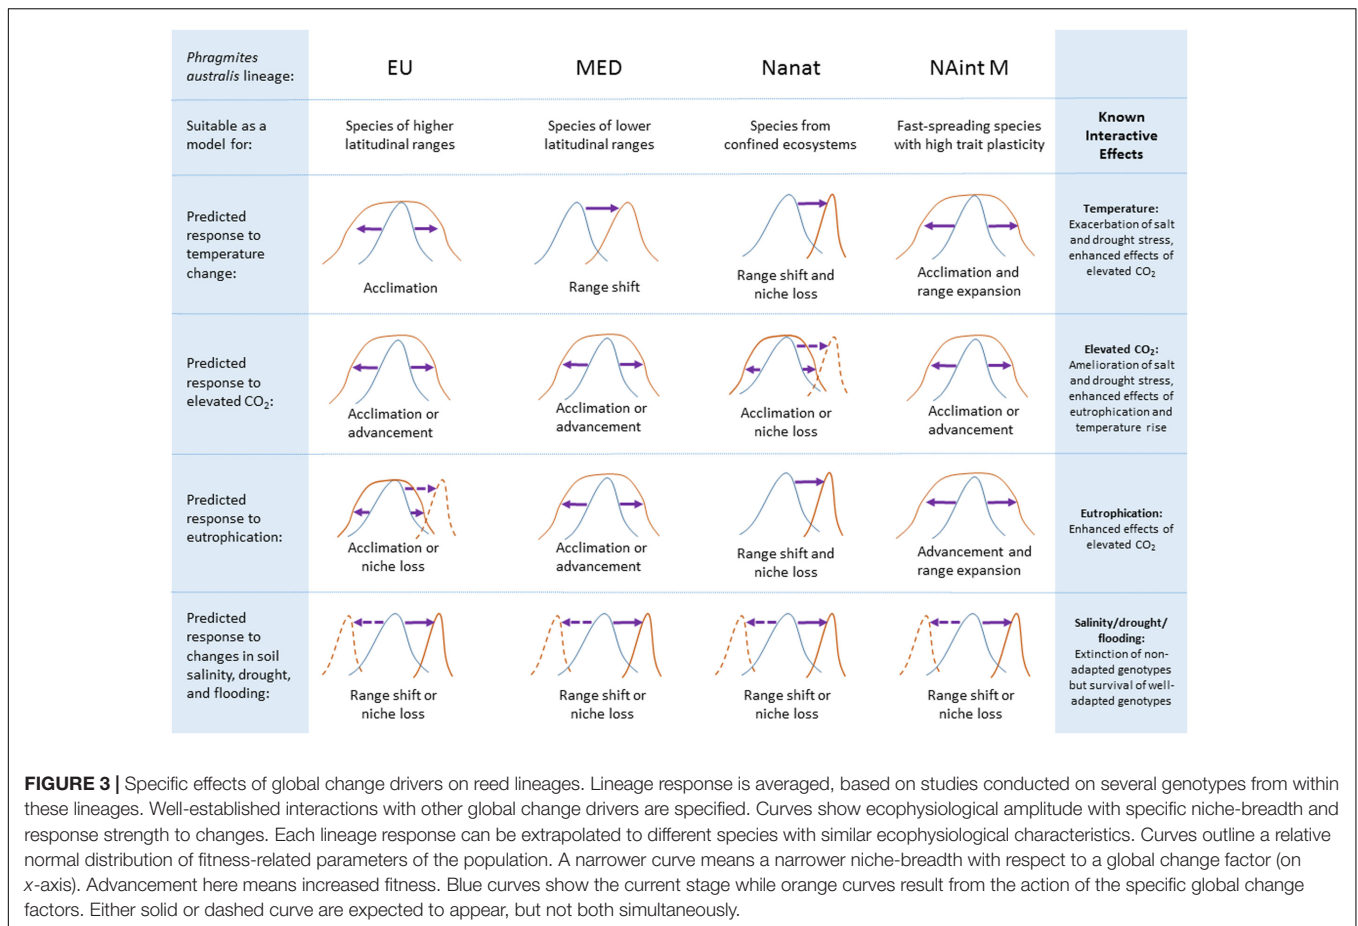 Phragmites
australis lineage:
EU
MED
Nanat
NAint M
Suitable as a
model for:
Species of higher
latitudinal ranges
Species of lower
latitudinal ranges
Species from
confined ecosystems
Fast-spreading species
with high trait plasticity
Known
Interactive
Effects
Predicted
response to
temperature
change:
Acclimation
Range shift
Range shift and
niche loss
Acclimation and
range expansion
Temperature:
Exacerbation of salt
and drought stress,
enhanced effects of
elevated CO₂
Predicted
response to
elevated CO₂:
Acclimation or
advancement
Acclimation or
advancement
Acclimation or
niche loss
Acclimation or
advancement
Elevated CO₂:
Amelioration of salt
and drought stress,
enhanced effects of
eutrophication and
temperature rise
Predicted
response to
eutrophication:
Acclimation or
niche loss
Acclimation or
advancement
Range shift and
niche loss
Advancement and
range expansion
Eutrophication:
Enhanced effects of
elevated CO₂
Predicted
response to
changes in soil
salinity, drought,
and flooding:
Range shift or
niche loss
Range shift or
niche loss
Range shift or
niche loss
Range shift or
niche loss
Salinity/drought/
flooding:
Extinction of non-
adapted genotypes
but survival of well-
adapted genotypes
FIGURE 3 | Specific effects of global change drivers on reed lineages. Lineage response is averaged, based on studies conducted on several genotypes from within
these lineages. Well-established interactions with other global change drivers are specified. Curves show ecophysiological amplitude with specific niche-breadth and
response strength to changes. Each lineage response can be extrapolated to different species with similar ecophysiological characteristics. Curves outline a relative
normal distribution of fitness-related parameters of the population. A narrower curve means a narrower niche-breadth with respect to a global change factor (on
x-axis). Advancement here means increased fitness. Blue curves show the current stage while orange curves result from the action of the specific global change
factors. Either solid or dashed curve are expected to appear, but not both simultaneously.